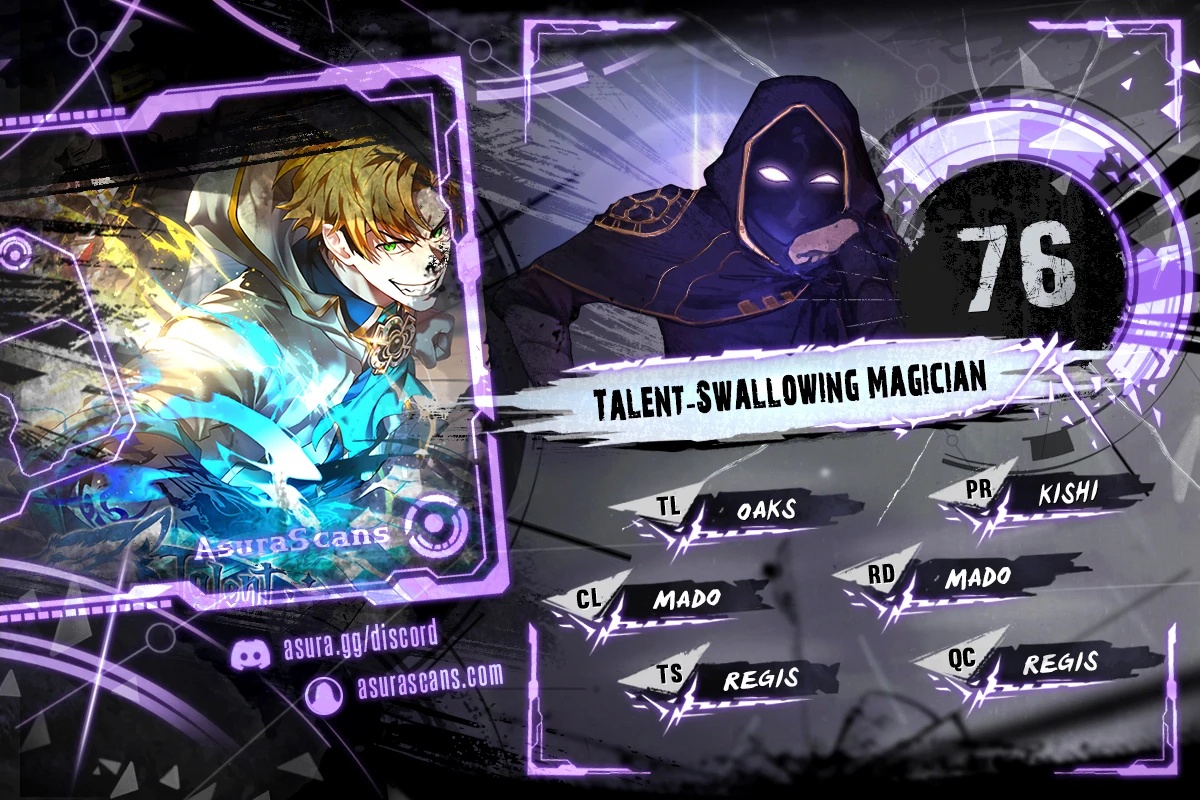 76
TALENT-SWALLOWING MAGICIAN
TL OAKS
PR KISHI
CL MADO
RD MADO
TS REGIS
QC REGIS
AsuraScans
Talent
asura.gg/discord
asurascans.com